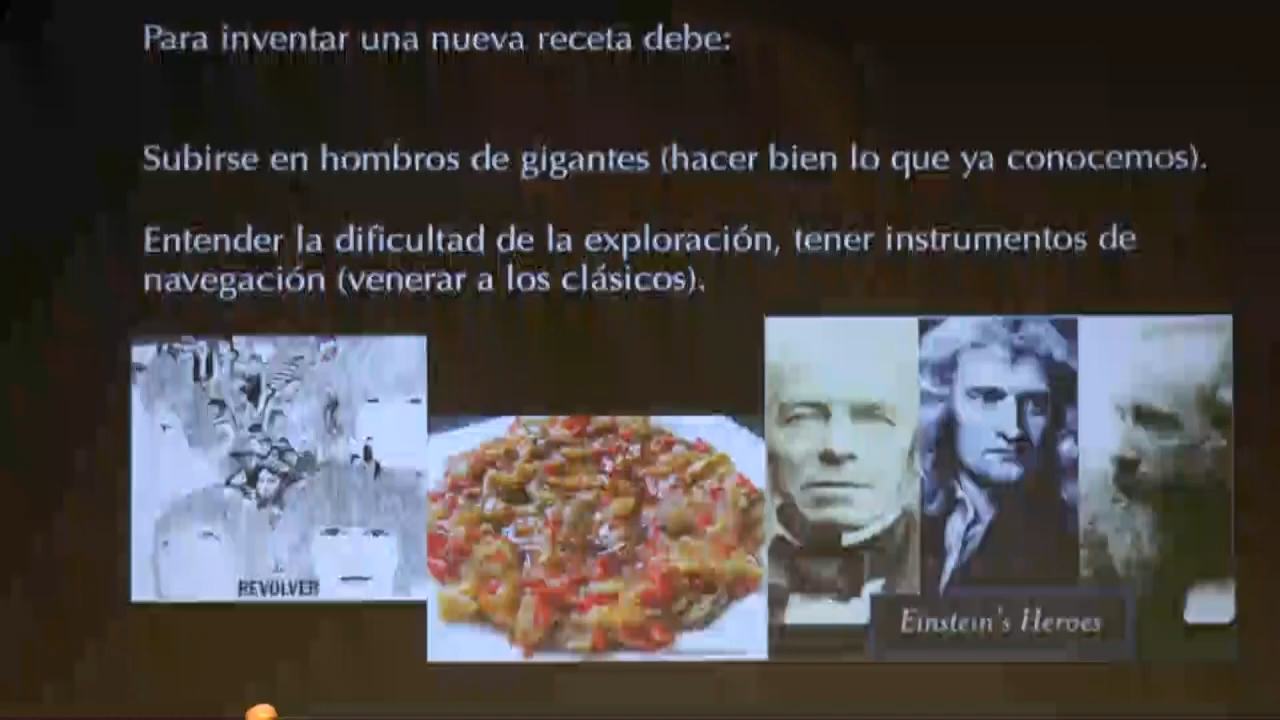 Para inventar una nueva receta debe:
Subirse en hombros de gigantes (hacer bien lo que ya conocemos).
Entender la dificultad de la exploración, tener instrumentos de
navegación (venerar a los clásicos).
REVOLVER
Einstein's Heroes